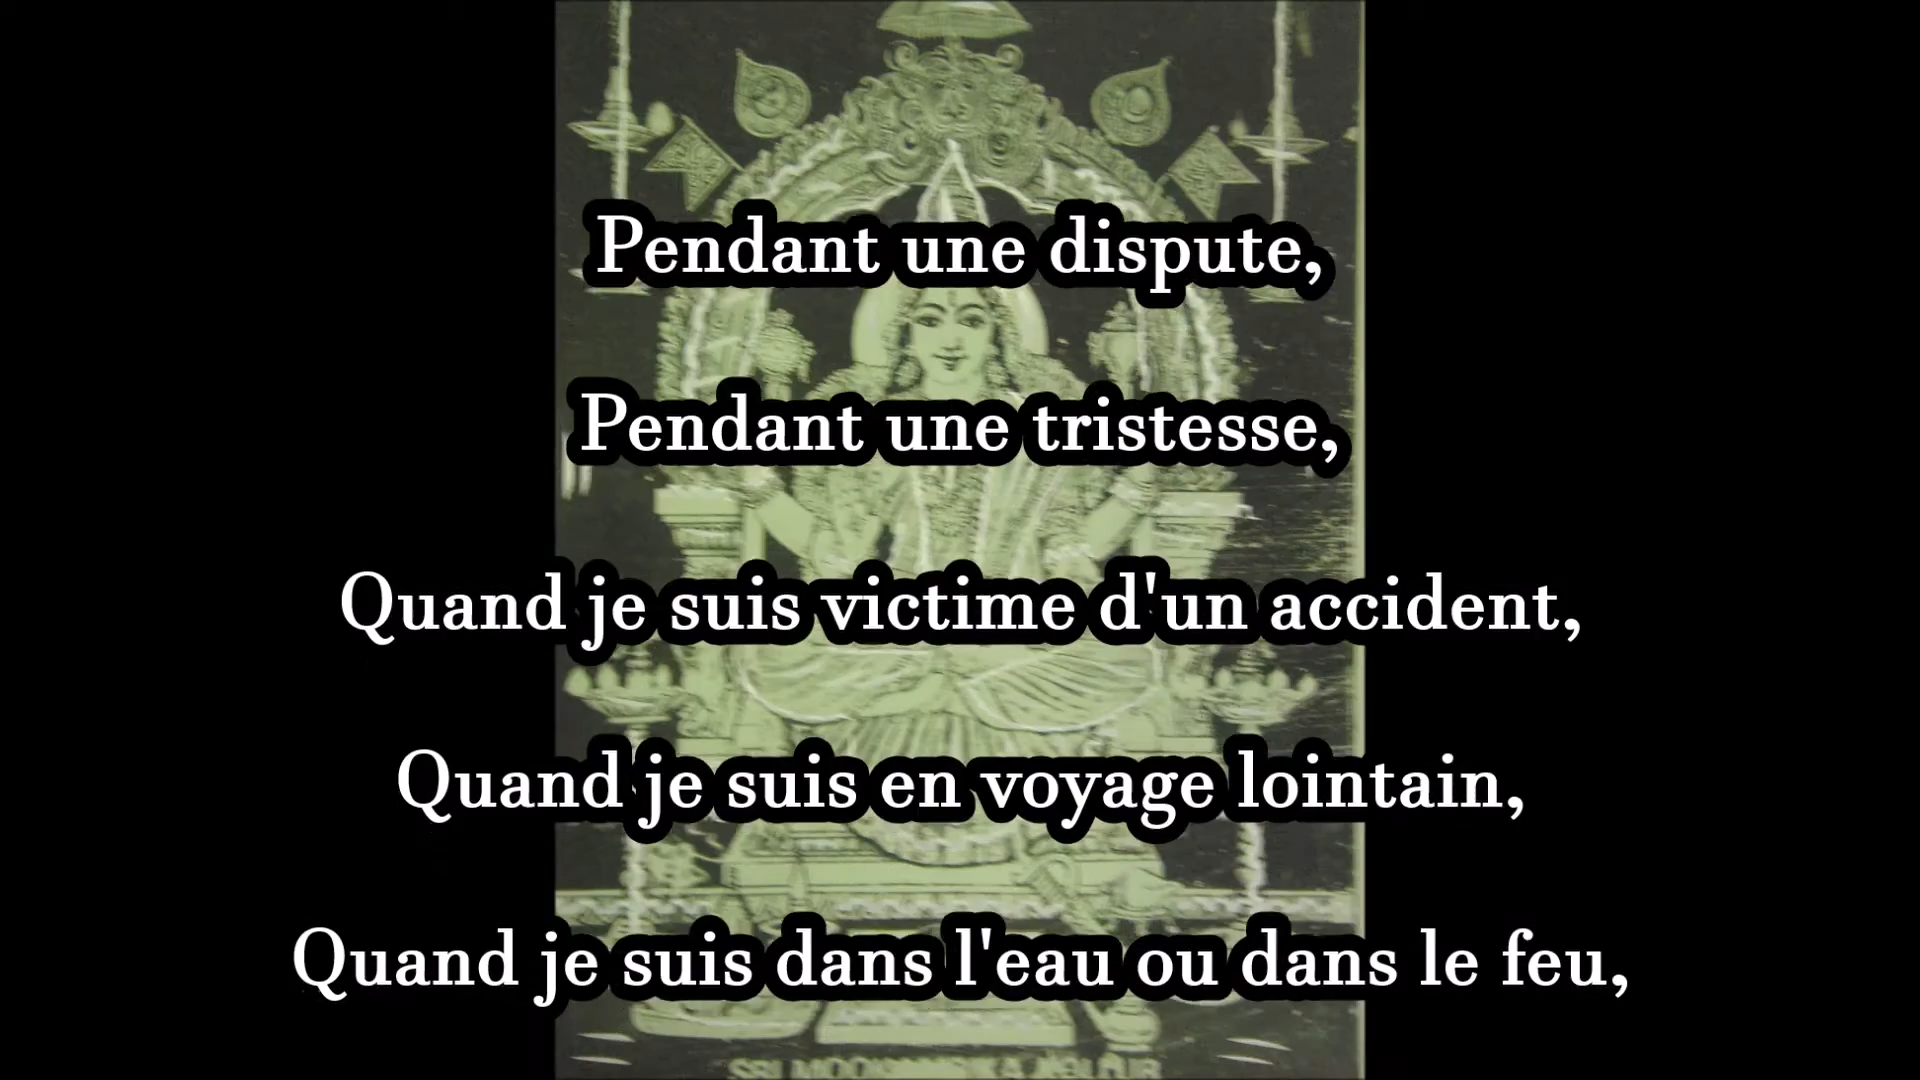 Pendant une dispute,
Pendant une tristesse,
Quand je suis victime d'un accident,
Quand je suis en voyage lointain,
Quand je suis dans l'eau ou dans le feu,
SRI